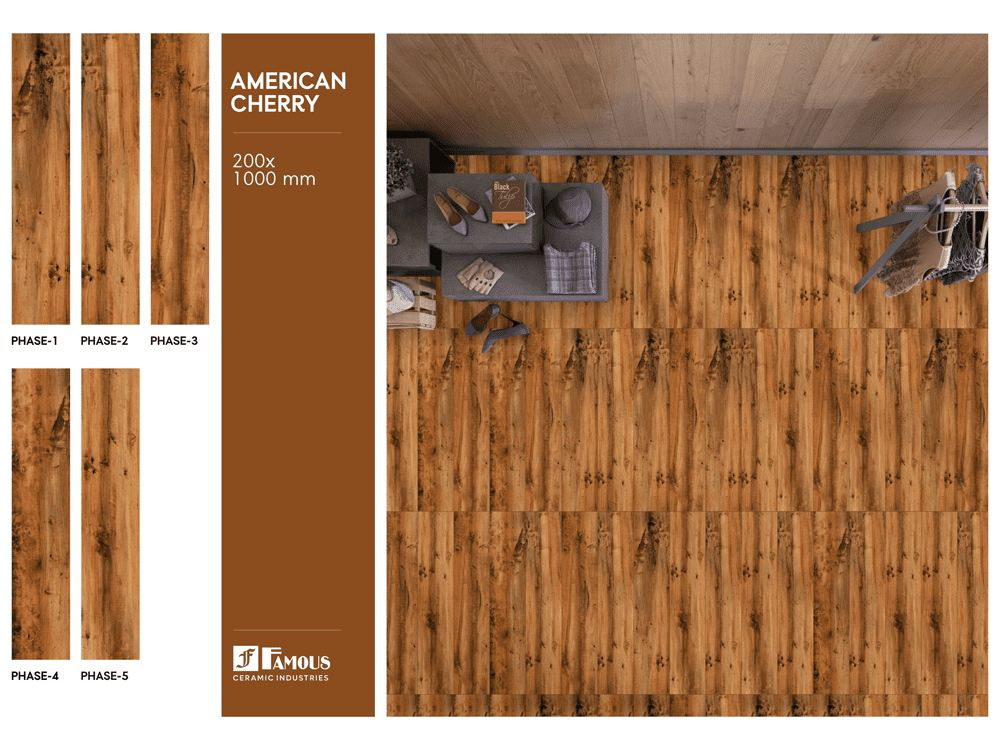 PHASE-1
PHASE-2
PHASE-3
PHASE-4
PHASE-5
AMERICAN
CHERRY
200x
1000 mm
F FAMOUS
CERAMIC INDUSTRIES
Black
Tulip